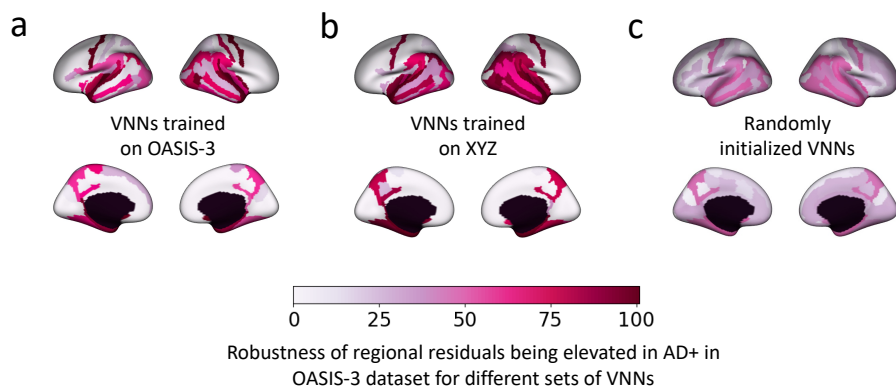 a
b
c
VNNs trained
on OASIS-3
VNNs trained
on XYZ
Randomly
initialized VNNs
0 25 50 75 100
Robustness of regional residuals being elevated in AD+ in
OASIS-3 dataset for different sets of VNNs